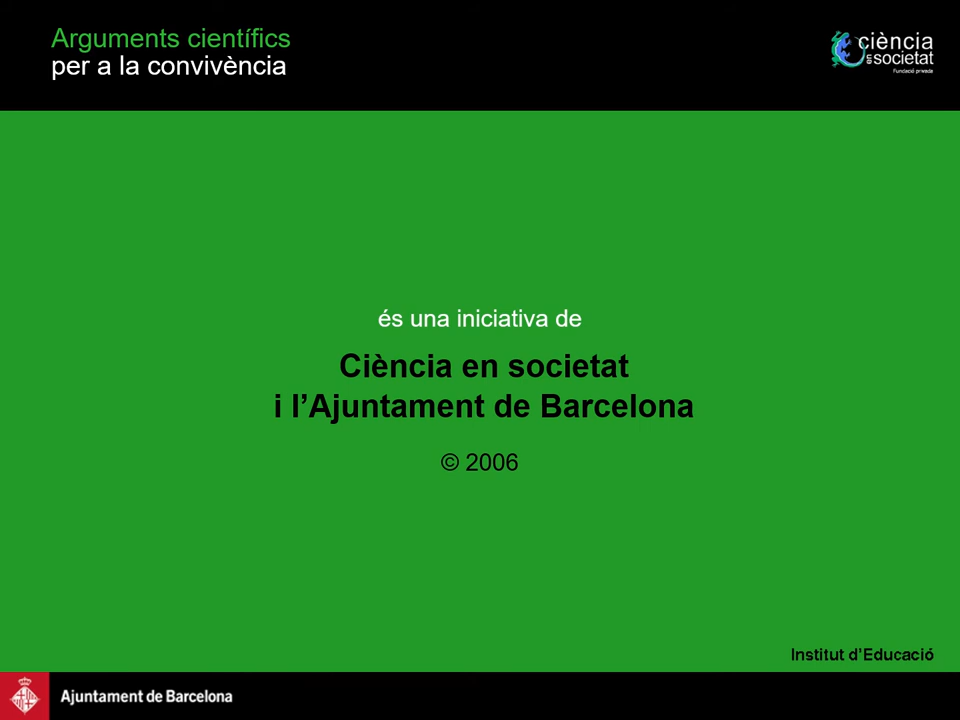 Arguments científics
per a la convivència
ciència
en societat
Fundació privada
és una iniciativa de
Ciència en societat
i l’Ajuntament de Barcelona
© 2006
Institut d'Educació
Ajuntament de Barcelona